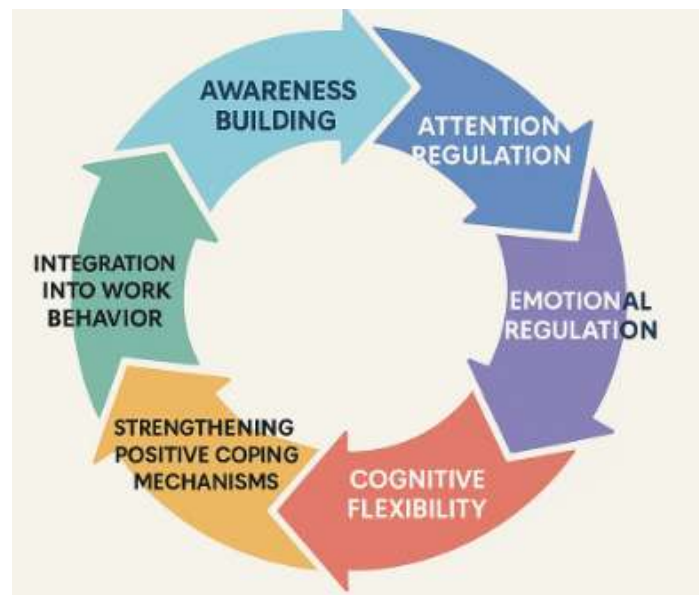 AWARENESS
BUILDING
ATTENTION
REGULATION
EMOTIONAL
REGULATION
COGNITIVE
FLEXIBILITY
STRENGTHENING
POSITIVE COPING
MECHANISMS
INTEGRATION
INTO WORK
BEHAVIOR